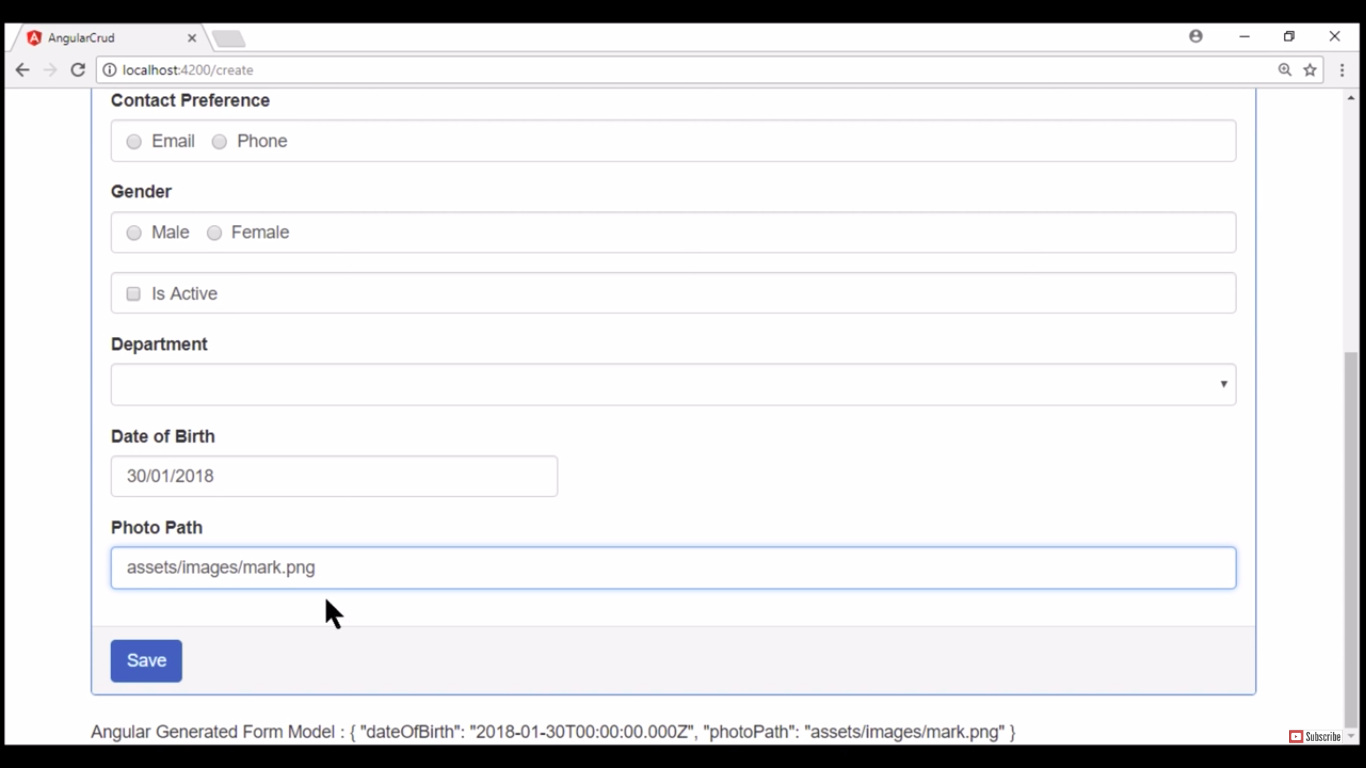 AngularCrud
localhost:4200/create
Contact Preference
Email Phone
Gender
Male Female
Is Active
Department
Date of Birth
30/01/2018
Photo Path
assets/images/mark.png
Save
Angular Generated Form Model : { "dateOfBirth": "2018-01-30T00:00:00.000Z", "photoPath": "assets/images/mark.png" }
Subscribe